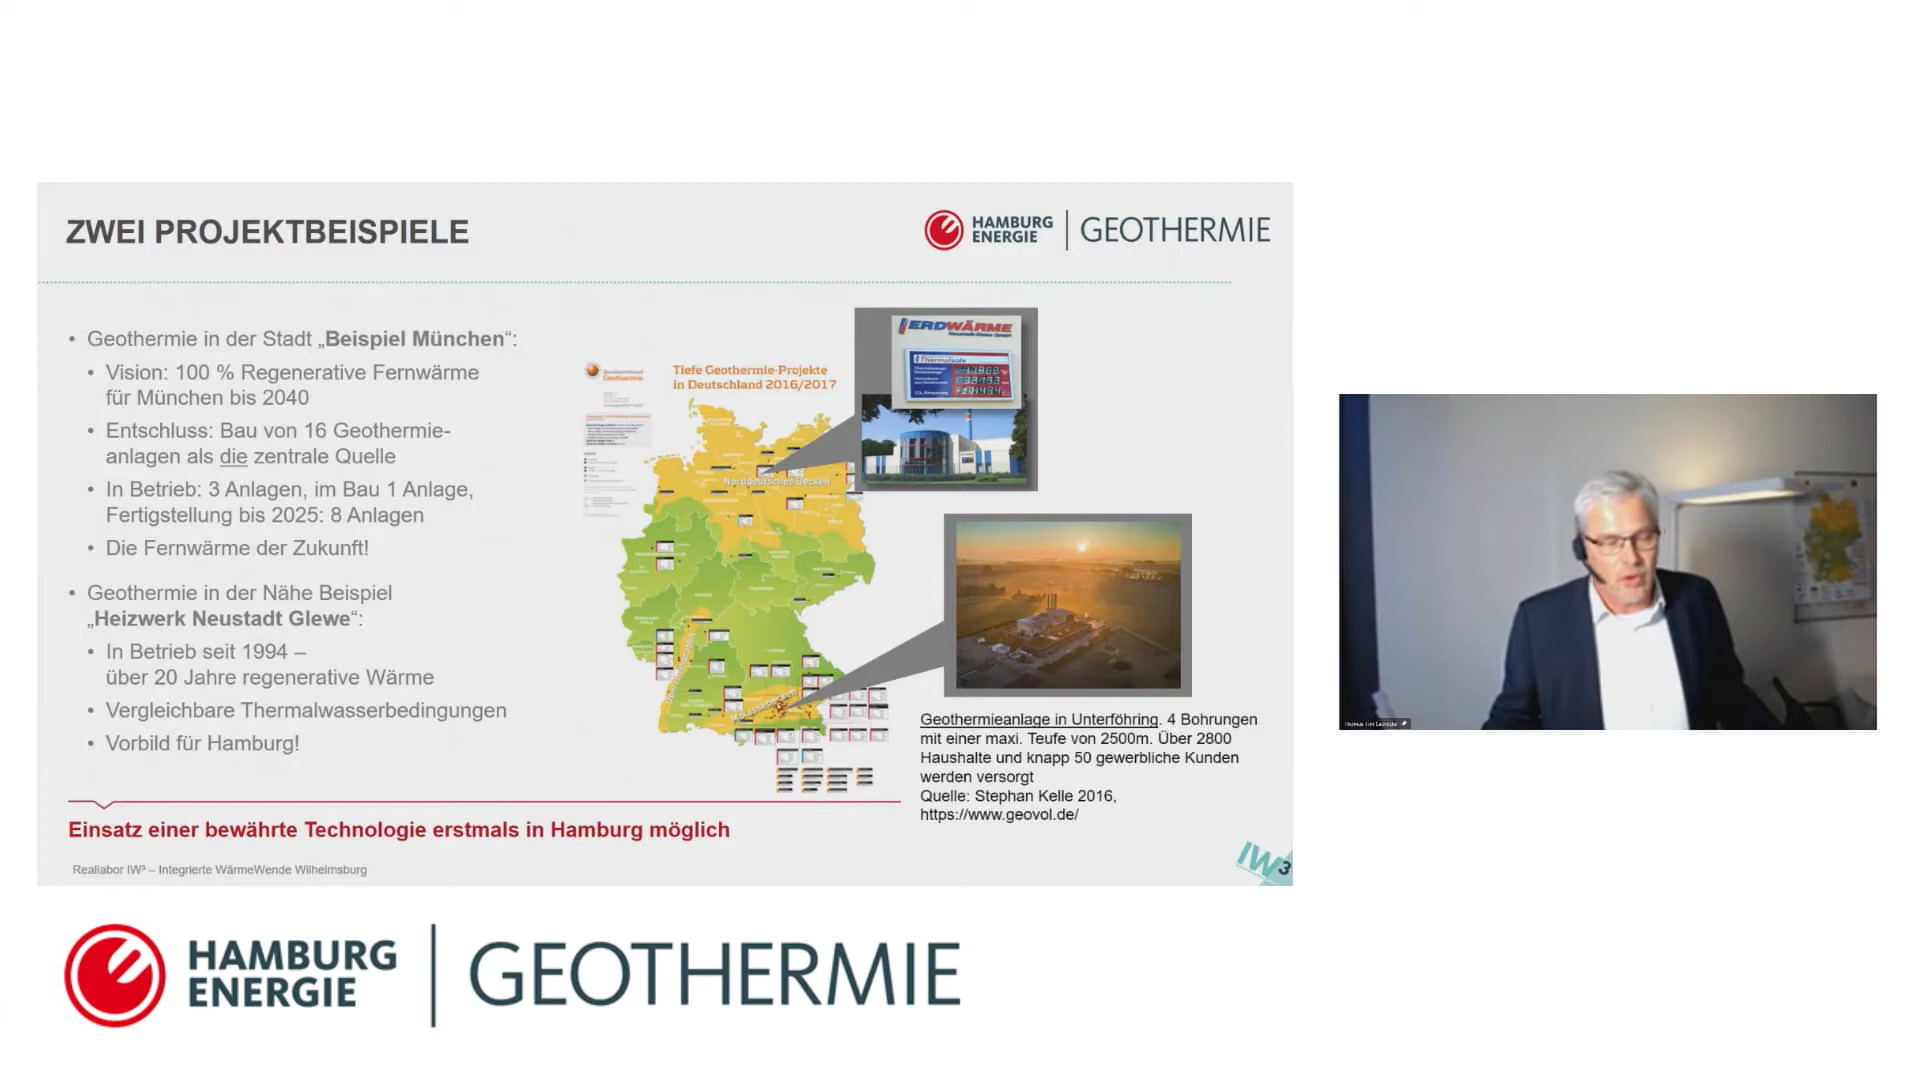 ZWEI PROJEKTBEISPIELE
HAMBURG
ENERGIE
GEOTHERMIE
• Geothermie in der Stadt „Beispiel München“:
• Vision: 100 % Regenerative Fernwärme
für München bis 2040
• Entschluss: Bau von 16 Geothermie-
anlagen als die zentrale Quelle
• In Betrieb: 3 Anlagen, im Bau 1 Anlage,
Fertigstellung bis 2025: 8 Anlagen
• Die Fernwärme der Zukunft!
• Geothermie in der Nähe Beispiel
„Heizwerk Neustadt Glewe“:
• In Betrieb seit 1994 –
über 20 Jahre regenerative Wärme
• Vergleichbare Thermalwasserbedingungen
• Vorbild für Hamburg!
Tiefe Geothermie-Projekte
in Deutschland 2016/2017
Norddeutsches Becken
ERDWÄRME
Geothermieanlage in Unterföhring. 4 Bohrungen
mit einer maxi. Teufe von 2500m. Über 2800
Haushalte und knapp 50 gewerbliche Kunden
werden versorgt
Quelle: Stephan Kelle 2016,
https://www.geovol.de/
Einsatz einer bewährte Technologie erstmals in Hamburg möglich
Reallabor IW³ – Integrierte WärmeWende Wilhelmsburg
IW3
HAMBURG
ENERGIE
GEOTHERMIE